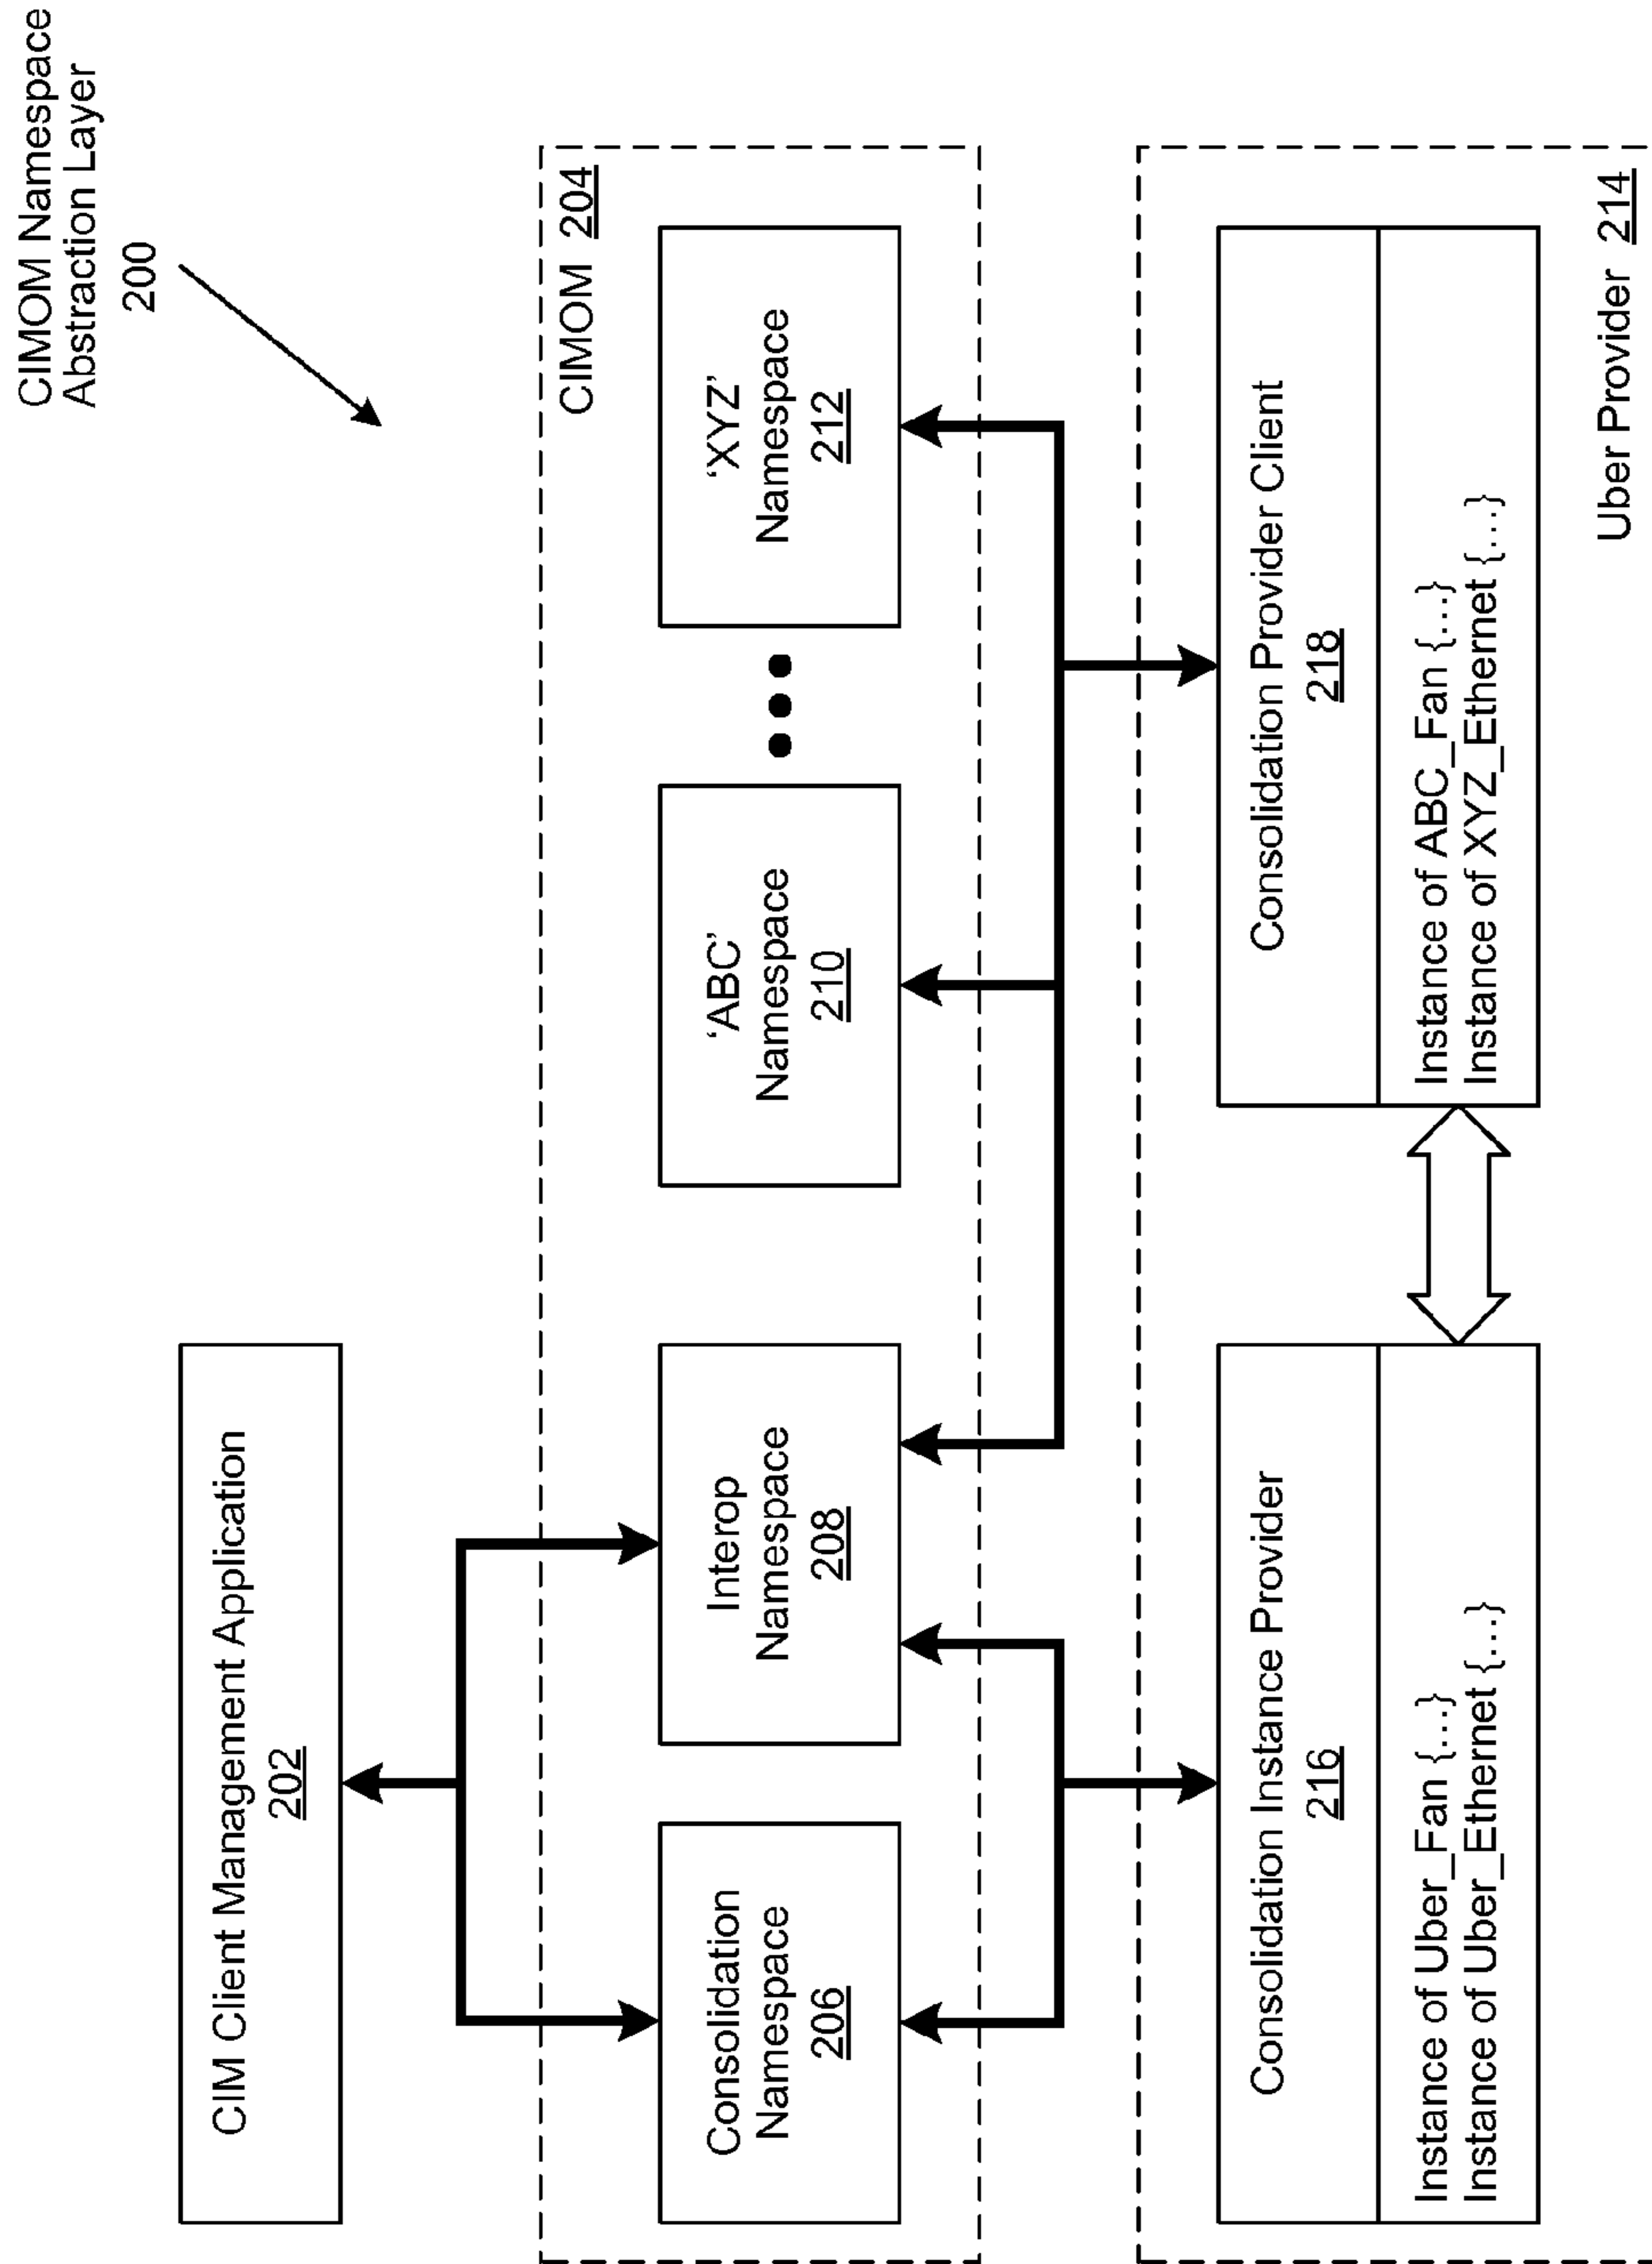 CIMOM Namespace
Abstraction Layer
200
CIM Client Management Application
202
CIMOM 204
Consolidation
Namespace
206
Interop
Namespace
208
‘ABC’
Namespace
210
‘XYZ’
Namespace
212
Consolidation Instance Provider
216
Instance of Uber_Fan {...}
Instance of Uber_Ethernet {...}
Consolidation Provider Client
218
Instance of ABC_Fan {...}
Instance of XYZ_Ethernet {...}
Uber Provider 214